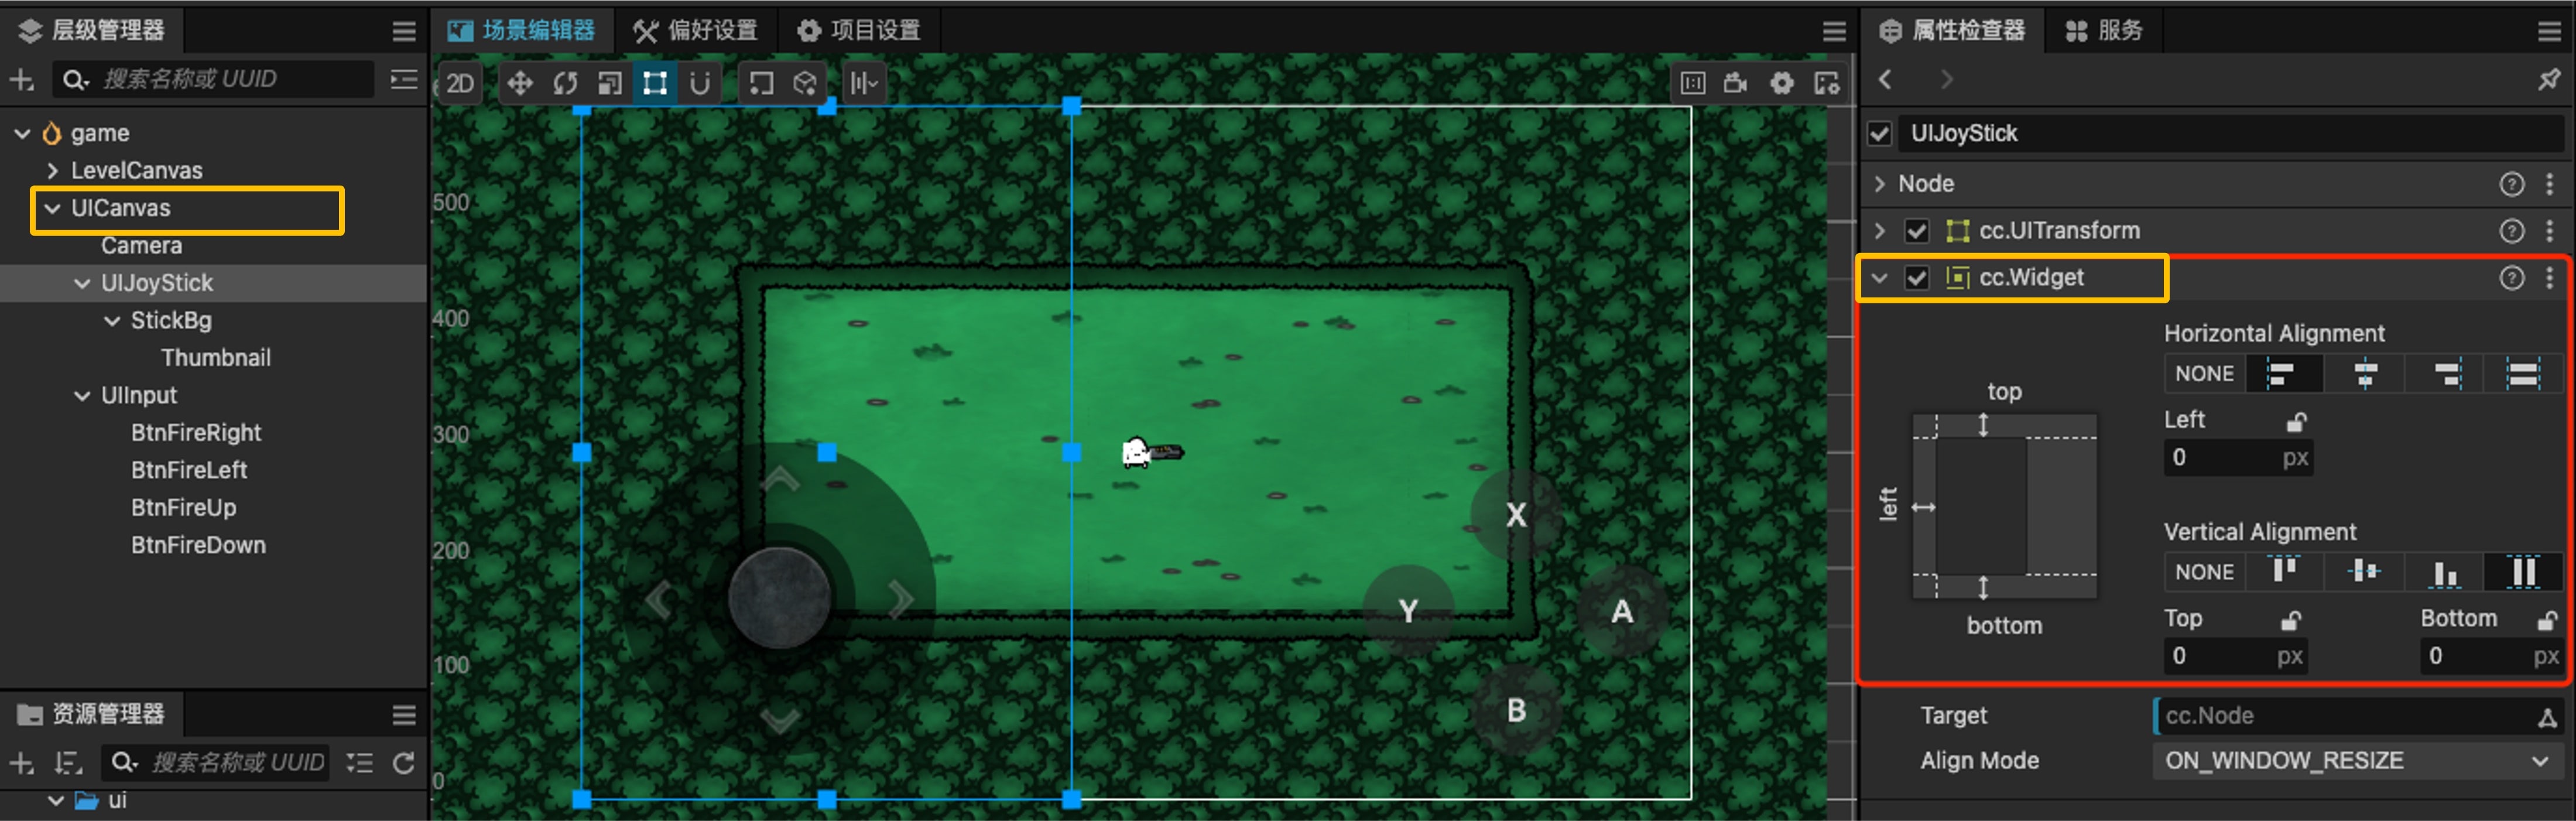 层级管理器
搜索名称或 UUID
game
LevelCanvas
UICanvas
Camera
UIJoyStick
StickBg
Thumbnail
UIInput
BtnFireRight
BtnFireLeft
BtnFireUp
BtnFireDown
资源管理器
搜索名称或 UUID
ui
场景编辑器
偏好设置
项目设置
2D
500
400
300
200
100
0
X
Y
A
B
属性检查器
服务
UIJoyStick
Node
cc.UITransform
cc.Widget
Horizontal Alignment
NONE
top
left
bottom
Left
0 px
Vertical Alignment
NONE
Top Bottom
0 px 0 px
Target cc.Node
Align Mode ON_WINDOW_RESIZE